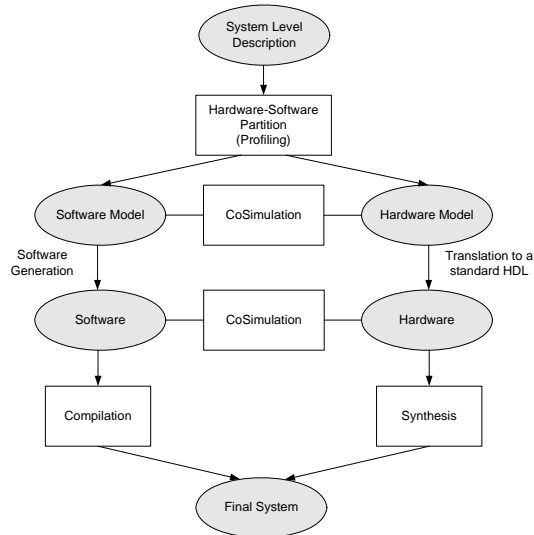 System Level
Description
Hardware-Software
Partition
(Profiling)
Software Model
CoSimulation
Hardware Model
Software
Generation
Translation to a
standard HDL
Software
CoSimulation
Hardware
Compilation
Synthesis
Final System